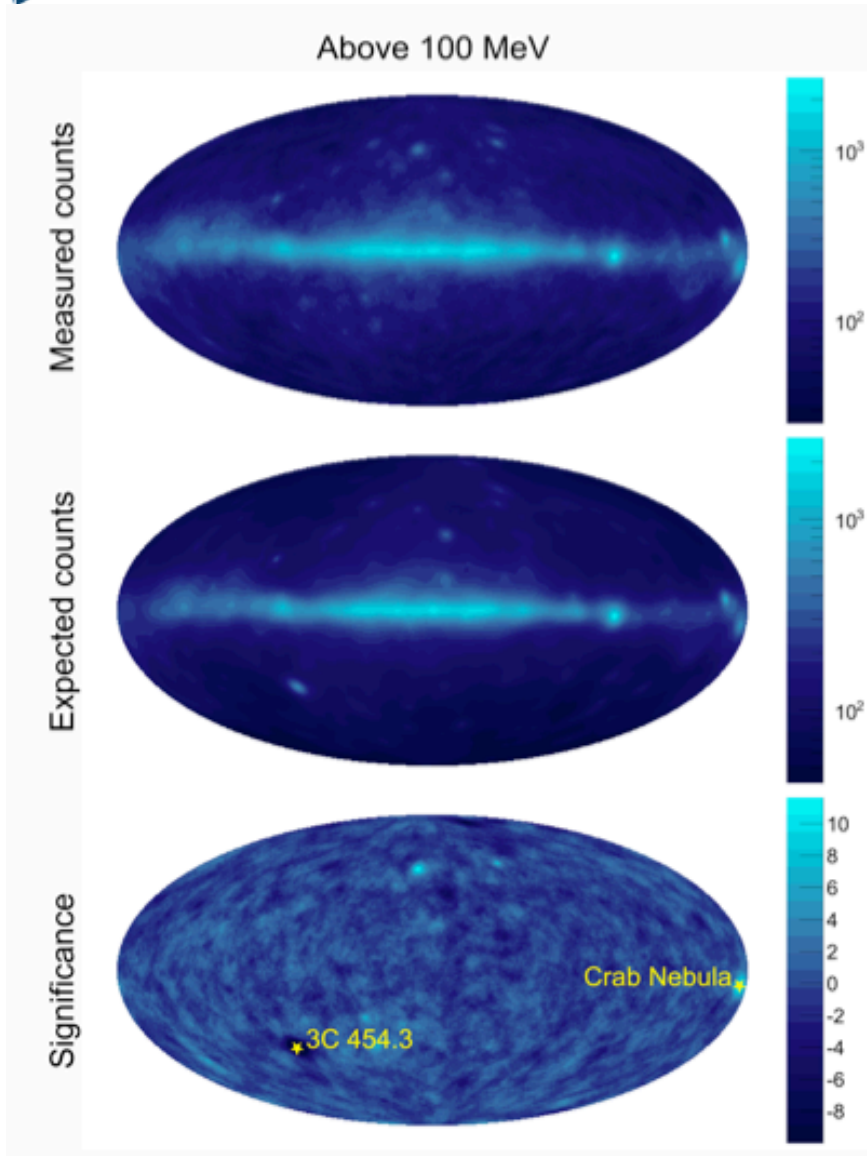 Above 100 MeV
Measured counts
10³
10²
Expected counts
10³
10²
Significance
10
8
6
4
2
0
-2
-4
-6
-8
Crab Nebula
3C 454.3